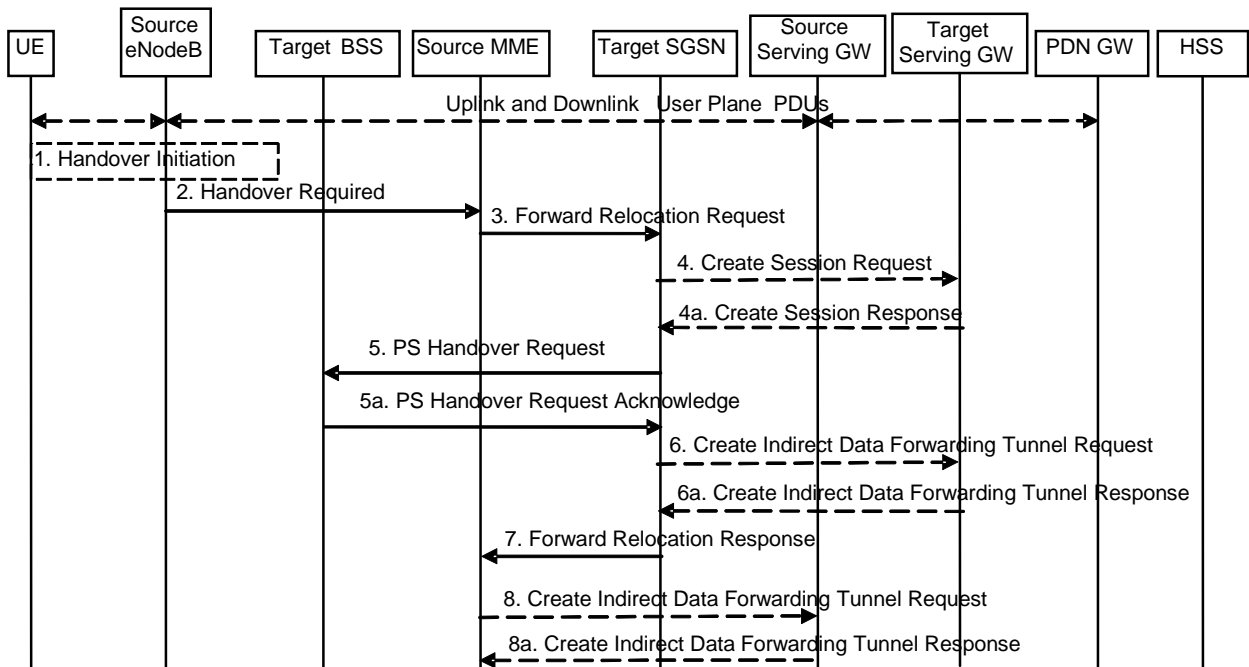 UE
Source
eNodeB
Target BSS
Source MME
Target SGSN
Source
Serving GW
Target
Serving GW
PDN GW
HSS
Uplink and Downlink User Plane PDUs
1. Handover Initiation
2. Handover Required
3. Forward Relocation Request
4. Create Session Request
4a. Create Session Response
5. PS Handover Request
5a. PS Handover Request Acknowledge
6. Create Indirect Data Forwarding Tunnel Request
6a. Create Indirect Data Forwarding Tunnel Response
7. Forward Relocation Response
8. Create Indirect Data Forwarding Tunnel Request
8a. Create Indirect Data Forwarding Tunnel Response